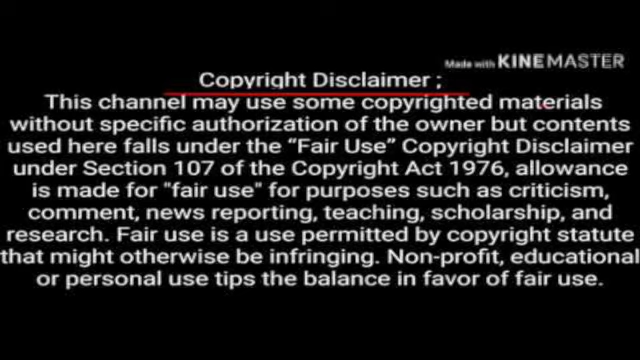 Made with KINEMASTER
Copyright Disclaimer ;
This channel may use some copyrighted materials
without specific authorization of the owner but contents
used here falls under the “Fair Use” Copyright Disclaimer
under Section 107 of the Copyright Act 1976, allowance
is made for "fair use" for purposes such as criticism,
comment, news reporting, teaching, scholarship, and
research. Fair use is a use permitted by copyright statute
that might otherwise be infringing. Non-profit, educational
or personal use tips the balance in favor of fair use.